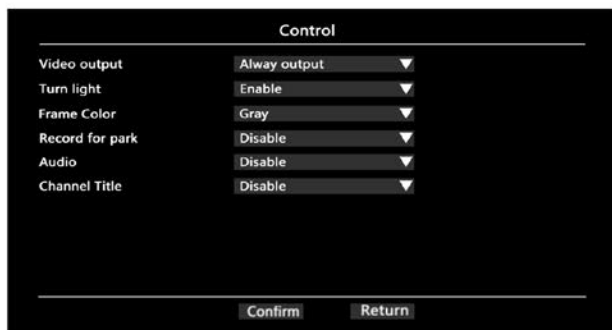 Control
Video output Alway output
Turn light Enable
Frame Color Gray
Record for park Disable
Audio Disable
Channel Title Disable
Confirm Return